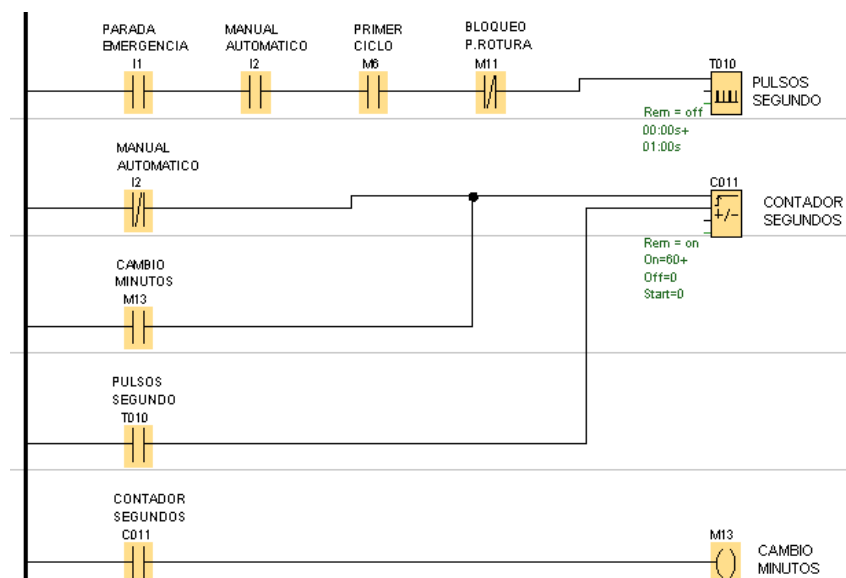 PARADA
EMERGENCIA
I1
MANUAL
AUTOMATICO
I2
PRIMER
CICLO
M6
BLOQUEO
P.ROTURA
M11
T010
PULSOS
SEGUNDO
Rem = off
00:00s+
01:00s
MANUAL
AUTOMATICO
I2
C011
+/-
CONTADOR
SEGUNDOS
Rem = on
On=60+
Off=0
Start=0
CAMBIO
MINUTOS
M13
PULSOS
SEGUNDO
T010
CONTADOR
SEGUNDOS
C011
M13
CAMBIO
MINUTOS